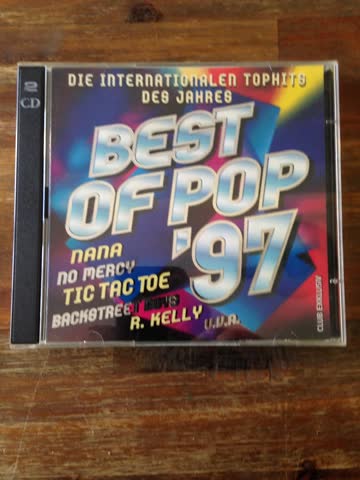 2
CD
DIE INTERNATIONALEN TOPHITS
DES JAHRES
BEST
OF POP
'97
NANA
NO MERCY
TIC TAC TOE
BACKSTREET BOYS
R. KELLY U.V.A.
CLUB EXKLUSIV